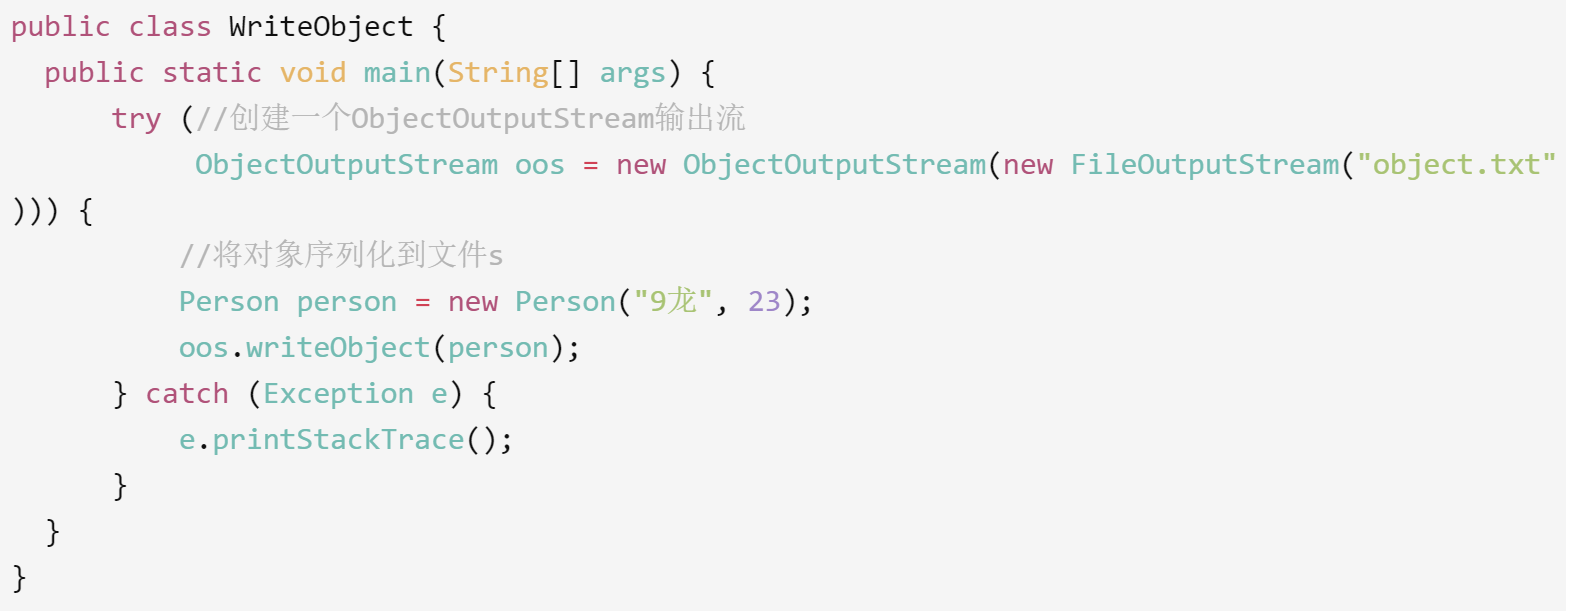 public class WriteObject {
  public static void main(String[] args) {
      try (//创建一个ObjectOutputStream输出流
           ObjectOutputStream oos = new ObjectOutputStream(new FileOutputStream("object.txt"
))) {
          //将对象序列化到文件s
          Person person = new Person("9龙", 23);
          oos.writeObject(person);
      } catch (Exception e) {
          e.printStackTrace();
      }
  }
}